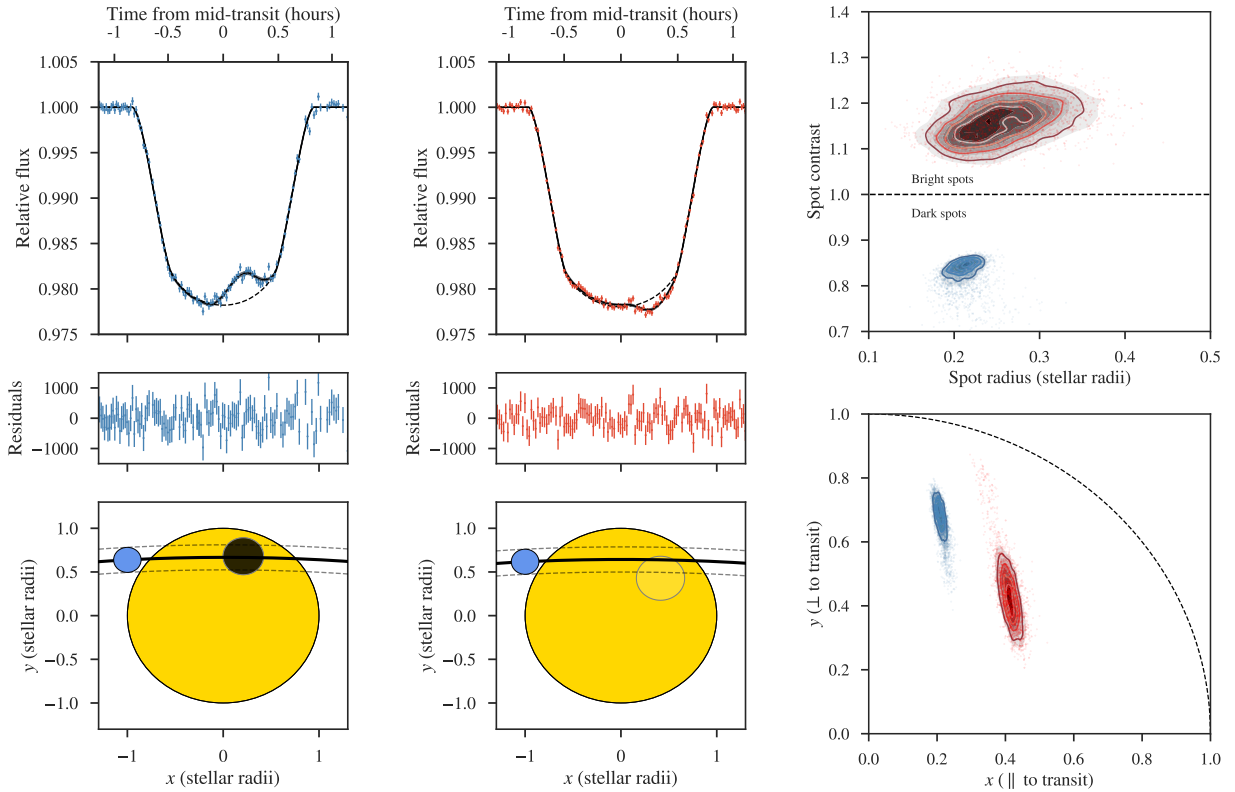 Time from mid-transit (hours)
-1 -0.5 0 0.5 1
1.005
1.000
0.995
0.990
0.985
0.980
0.975
Relative flux
1000
0
−1000
Residuals
1.0
0.5
0.0
−0.5
−1.0
y (stellar radii)
−1 0 1
x (stellar radii)
Time from mid-transit (hours)
-1 -0.5 0 0.5 1
1.005
1.000
0.995
0.990
0.985
0.980
0.975
Relative flux
1000
0
−1000
Residuals
1.0
0.5
0.0
−0.5
−1.0
y (stellar radii)
−1 0 1
x (stellar radii)
1.4
1.3
1.2
1.1
1.0
0.9
0.8
0.7
Spot contrast
Bright spots
Dark spots
0.1 0.2 0.3 0.4 0.5
Spot radius (stellar radii)
1.0
0.8
0.6
0.4
0.2
0.0
y (⊥ to transit)
0.0 0.2 0.4 0.6 0.8 1.0
x (∥ to transit)